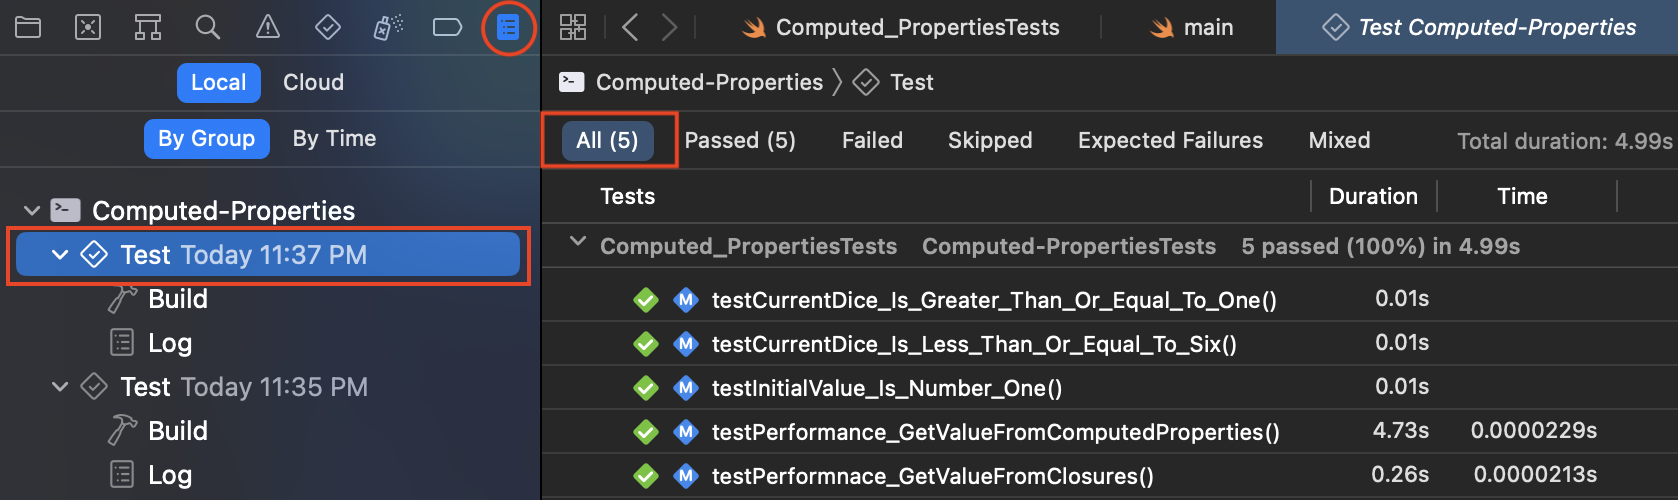 Computed_PropertiesTests main Test Computed-Properties
Local Cloud
Computed-Properties Test
By Group By Time
All (5) Passed (5) Failed Skipped Expected Failures Mixed Total duration: 4.99s
Tests Duration Time
Computed-Properties
Test Today 11:37 PM
Build
Log
Test Today 11:35 PM
Build
Log
Computed_PropertiesTests Computed-PropertiesTests 5 passed (100%) in 4.99s
M testCurrentDice_Is_Greater_Than_Or_Equal_To_One() 0.01s
M testCurrentDice_Is_Less_Than_Or_Equal_To_Six() 0.01s
M testInitialValue_Is_Number_One() 0.01s
M testPerformance_GetValueFromComputedProperties() 4.73s 0.0000229s
M testPerformnace_GetValueFromClosures() 0.26s 0.0000213s